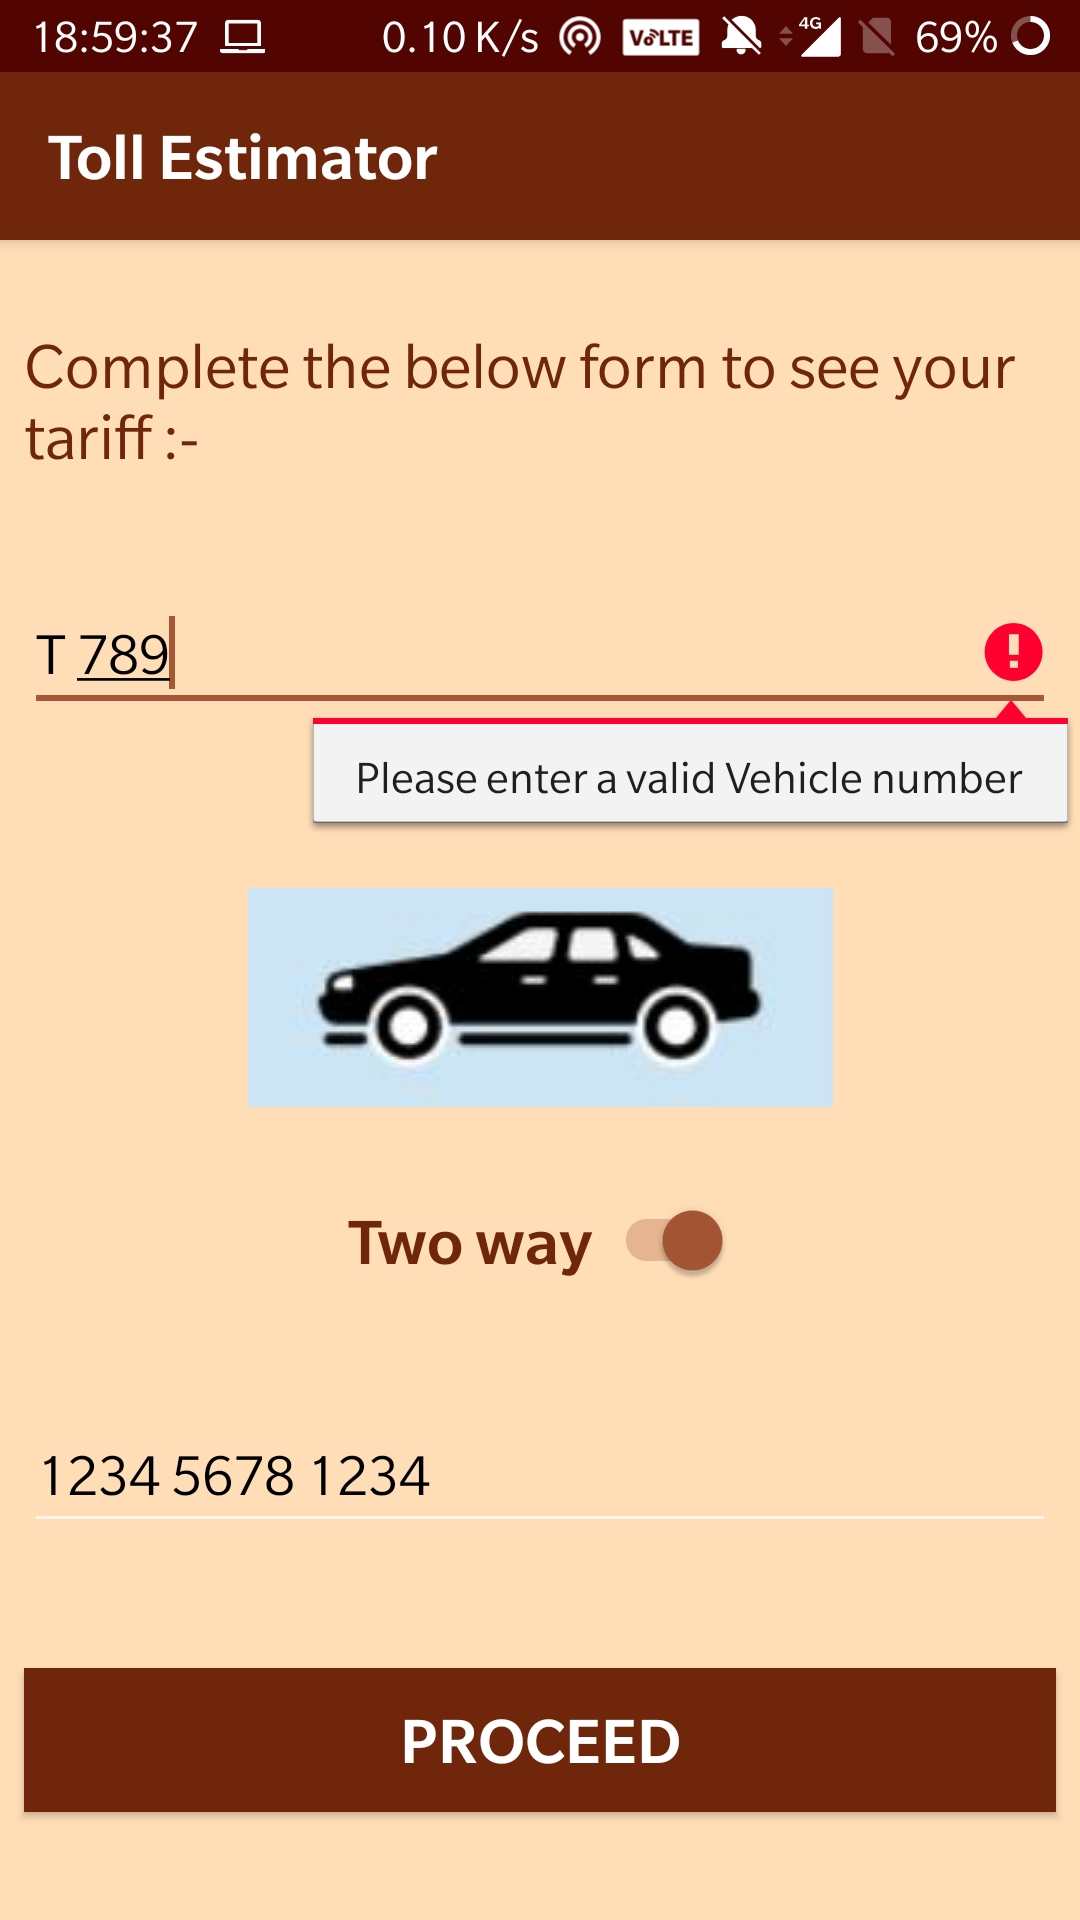 18:59:37 0.10 K/s VoLTE 4G 69%
Toll Estimator
Complete the below form to see your
tariff :-
T 789
Please enter a valid Vehicle number
Two way
1234 5678 1234
PROCEED